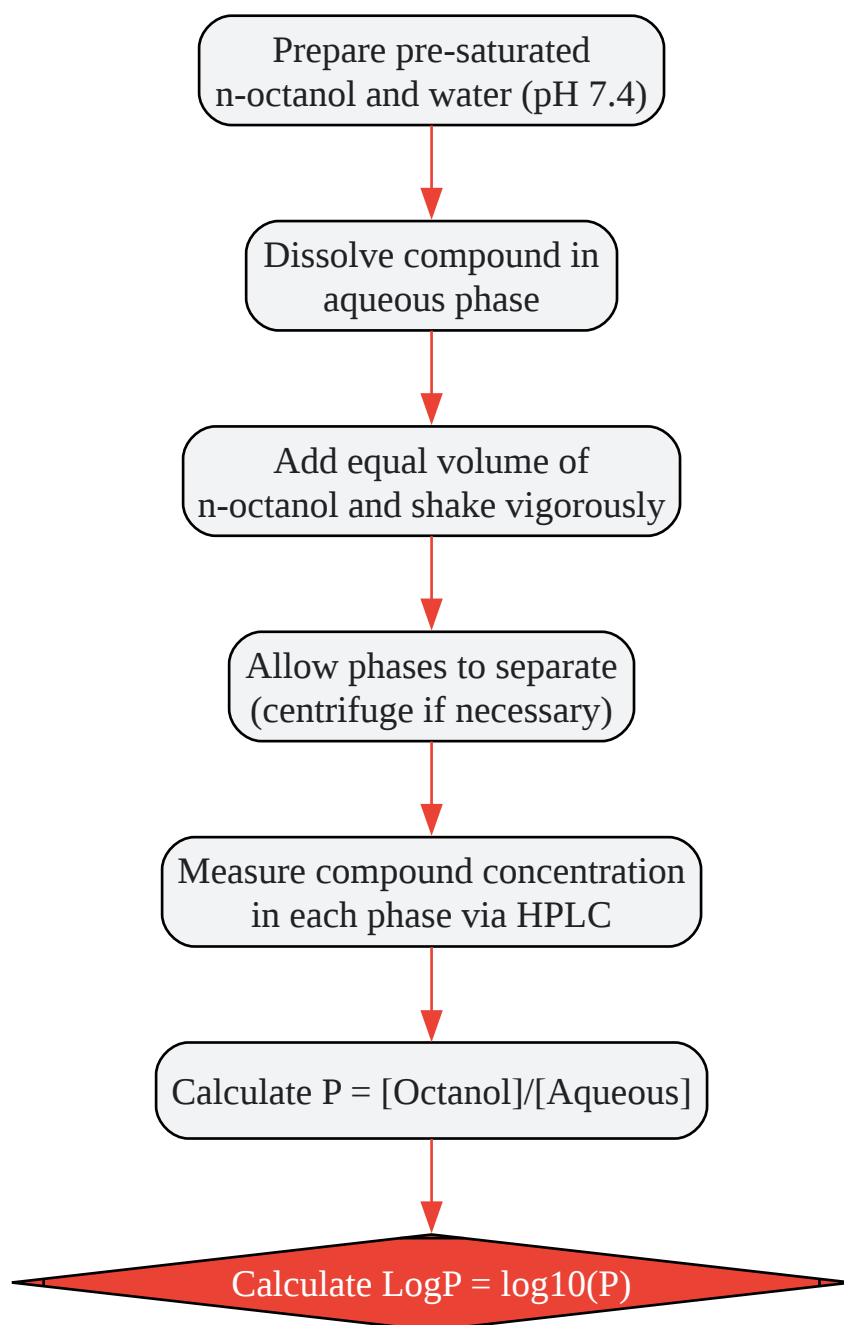 Prepare pre-saturated
n-octanol and water (pH 7.4)
Dissolve compound in
aqueous phase
Add equal volume of
n-octanol and shake vigorously
Allow phases to separate
(centrifuge if necessary)
Measure compound concentration
in each phase via HPLC
Calculate P = [Octanol]/[Aqueous]
Calculate LogP = log10(P)